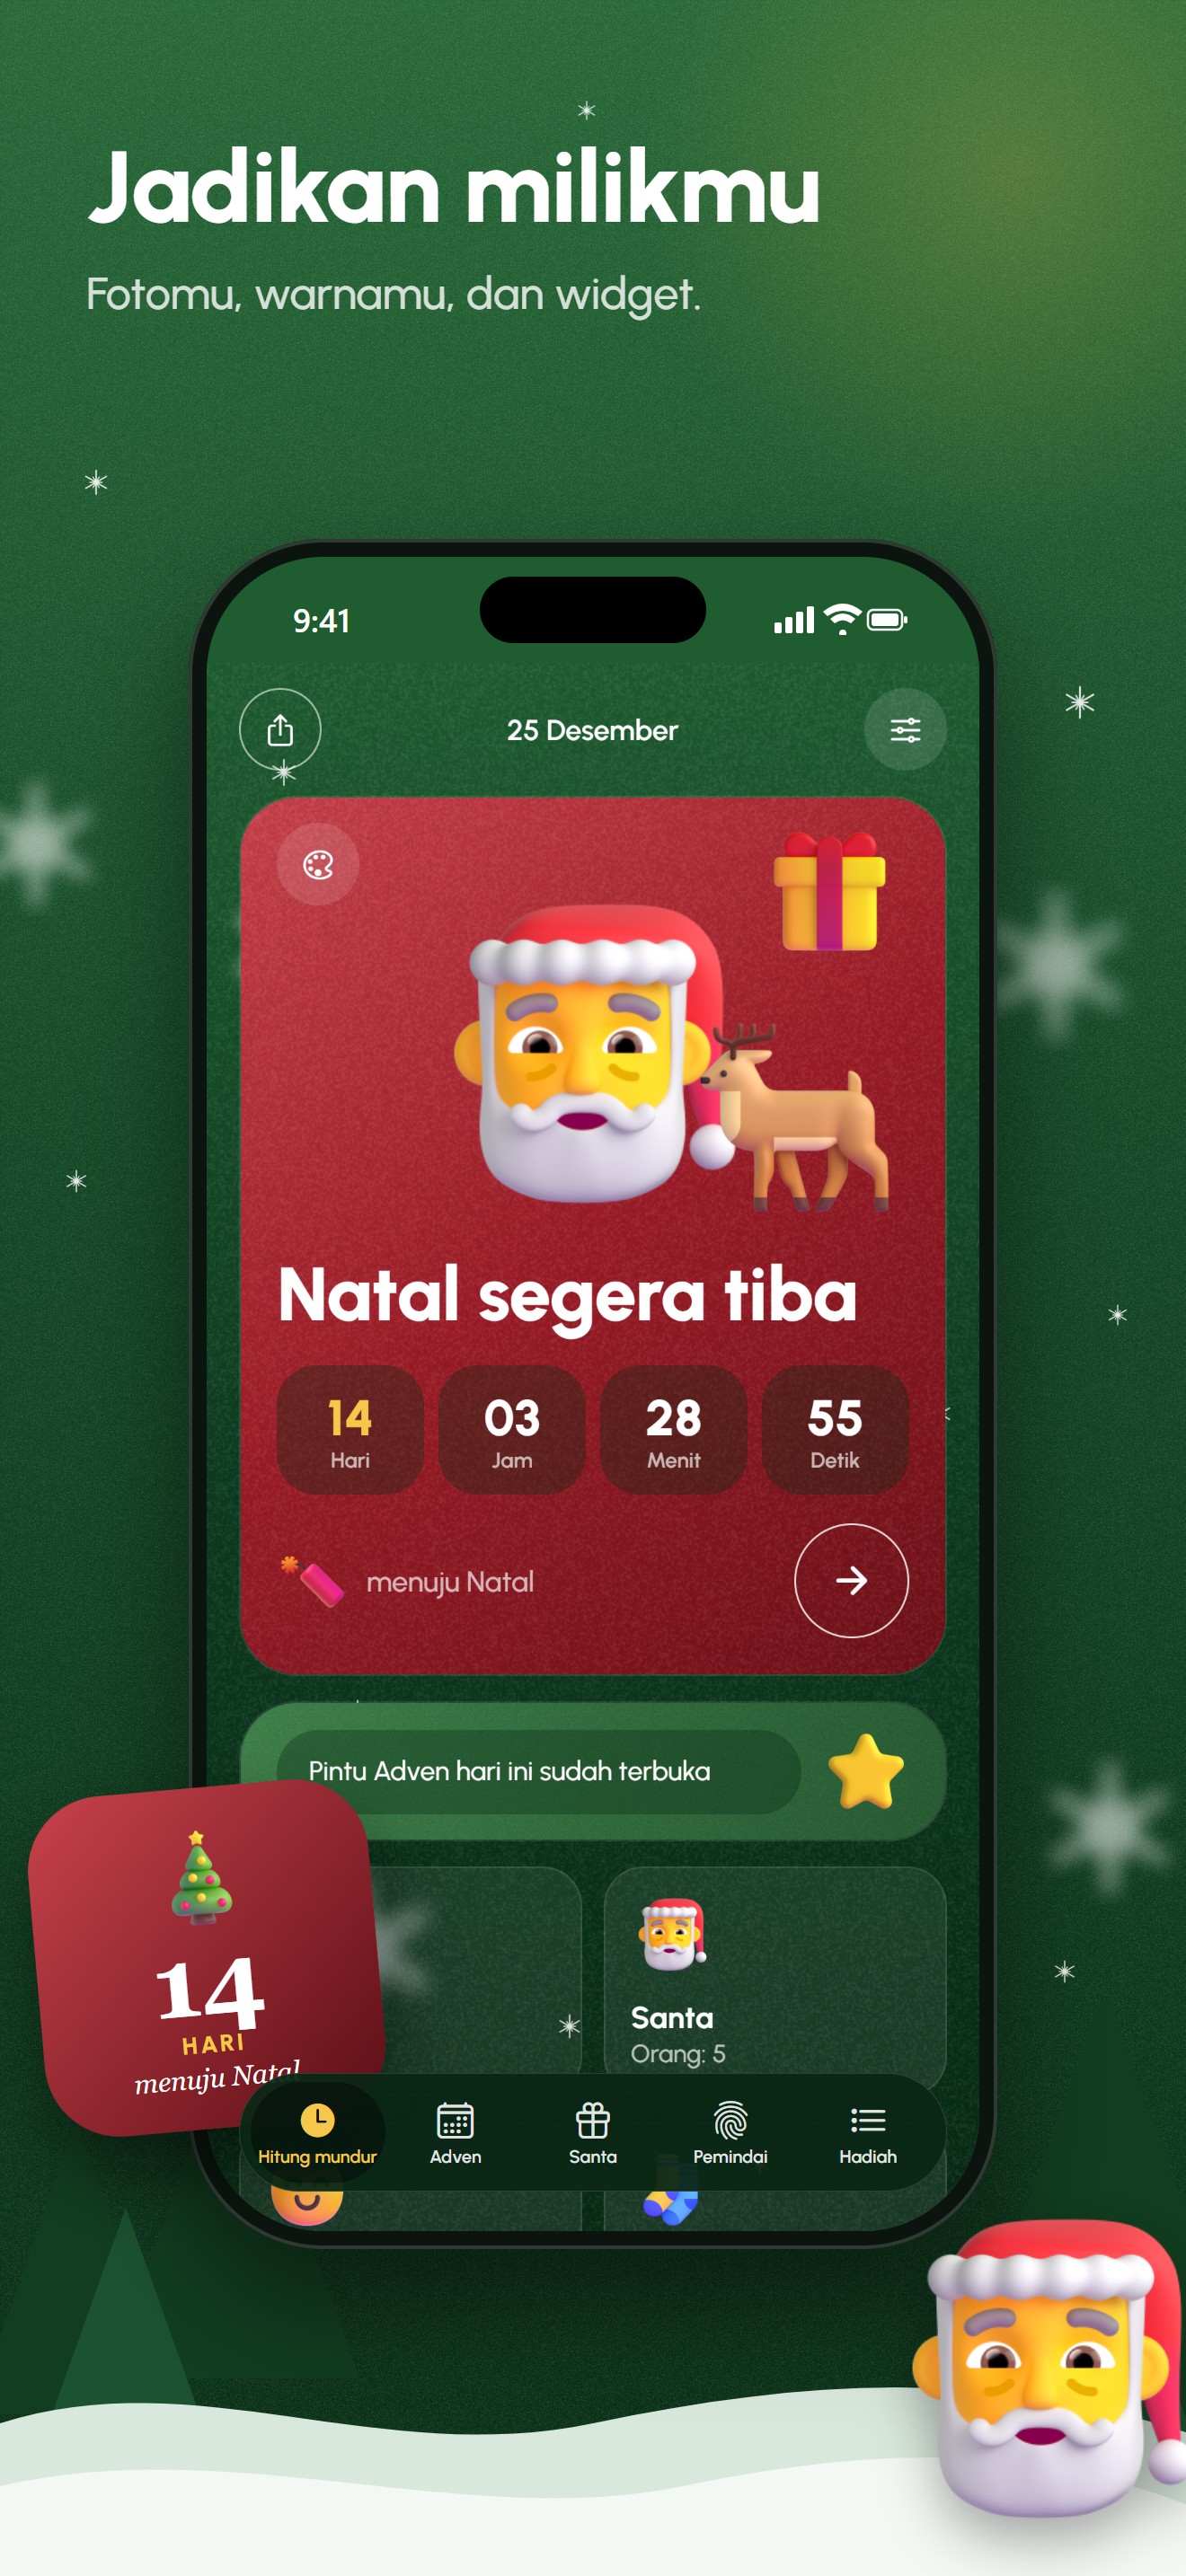 Jadikan milikmu
Fotomu, warnamu, dan widget.
9:41
25 Desember
Natal segera tiba
14
Hari
03
Jam
28
Menit
55
Detik
menuju Natal
Pintu Adven hari ini sudah terbuka
14
HARI
menuju Natal
Santa
Orang: 5
Hitung mundur
Adven
Santa
Pemindai
Hadiah